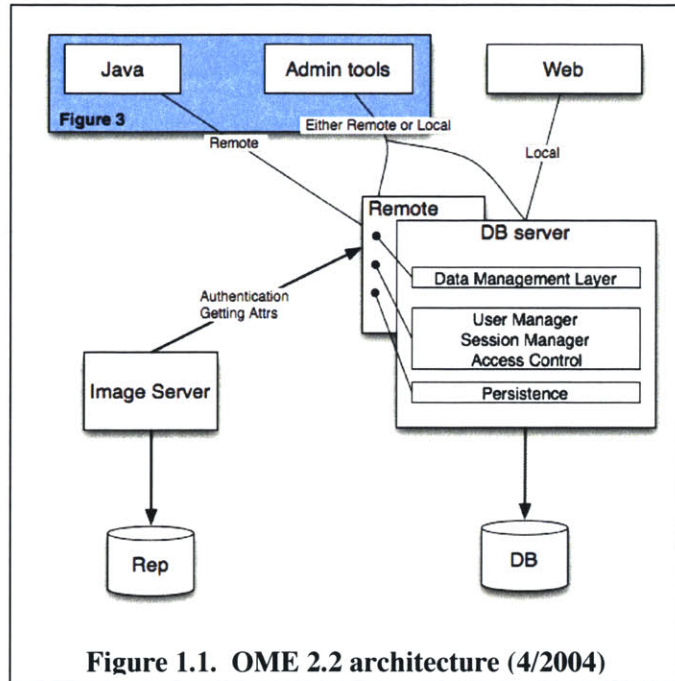 Java
Admin tools
Web
Figure 3
Either Remote or Local
Remote
Local
Remote
DB server
Data Management Layer
Authentication
Getting Attrs
User Manager
Session Manager
Access Control
Image Server
Persistence
Rep
DB
Figure 1.1. OME 2.2 architecture (4/2004)